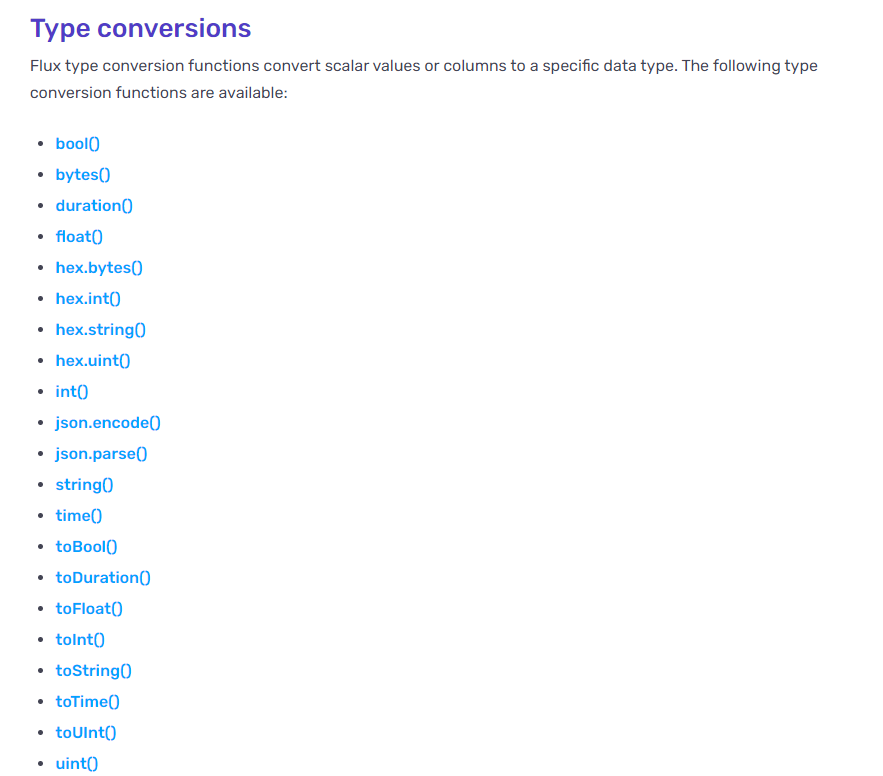 Type conversions
Flux type conversion functions convert scalar values or columns to a specific data type. The following type
conversion functions are available:
• bool()
• bytes()
• duration()
• float()
• hex.bytes()
• hex.int()
• hex.string()
• hex.uint()
• int()
• json.encode()
• json.parse()
• string()
• time()
• toBool()
• toDuration()
• toFloat()
• toInt()
• toString()
• toTime()
• toUInt()
• uint()